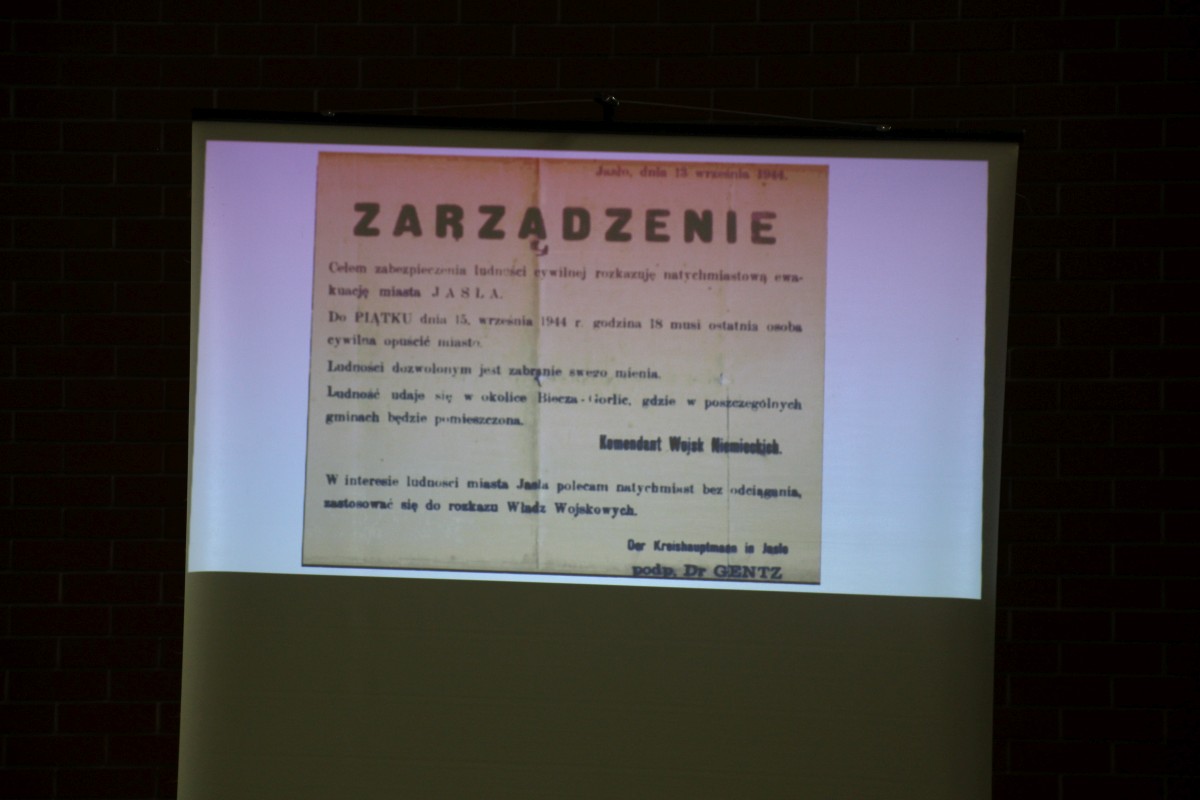 Jasło, dnia 13 września 1944.
ZARZĄDZENIE
Celem zabezpieczenia ludności cywilnej rozkazuję natychmiastową ewa-
kuację miasta JASŁA.
Do PIĄTKU dnia 15, września 1944 r. godzina 18 musi ostatnia osoba
cywilna opuścić miasto.
Ludności dozwolonym jest zabranie swego mienia.
Ludność udaje się w okolice Biecza-Gorlic, gdzie w poszczególnych
gminach będzie pomieszczona.
Komendant Wojsk Niemieckich.
W interesie ludności miasta Jasła polecam natychmiast bez odciągania,
zastosować się do rozkazu Władz Wojskowych.
Der Kreishauptmann in Jaslo
podp. Dr GENTZ